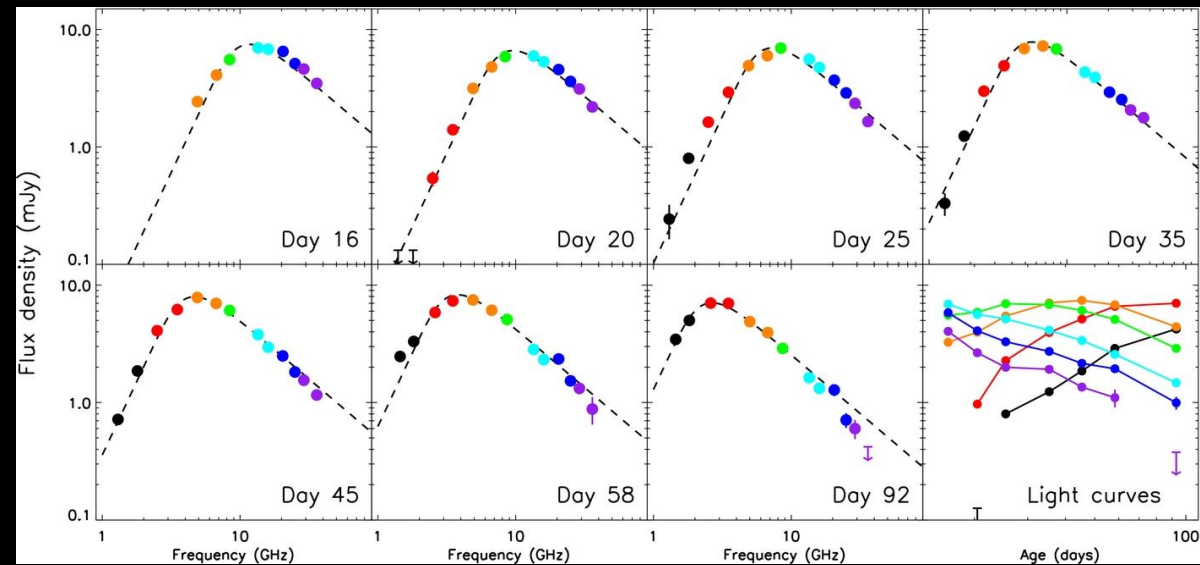 Flux density (mJy)
10.0
1.0
0.1
Day 16
Day 20
Day 25
Day 35
10.0
1.0
0.1
Day 45
Day 58
Day 92
Light curves
1 10
1 10
1 10
100
Frequency (GHz)
Frequency (GHz)
Frequency (GHz)
Age (days)